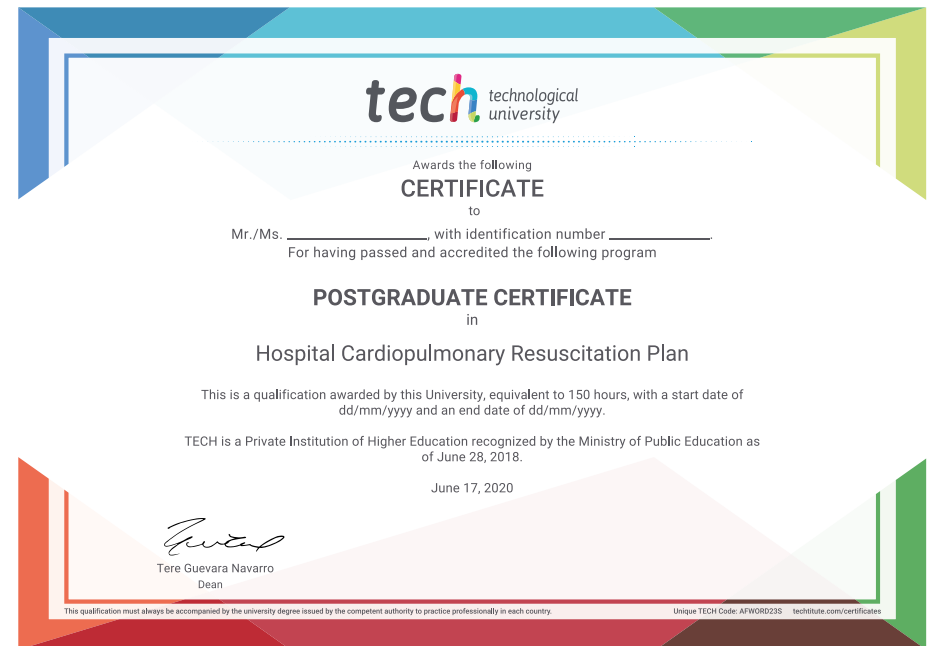 tech technological
university
Awards the following
CERTIFICATE
to
Mr./Ms. ____________________, with identification number ______________.
For having passed and accredited the following program
POSTGRADUATE CERTIFICATE
in
Hospital Cardiopulmonary Resuscitation Plan
This is a qualification awarded by this University, equivalent to 150 hours, with a start date of
dd/mm/yyyy and an end date of dd/mm/yyyy.
TECH is a Private Institution of Higher Education recognized by the Ministry of Public Education as
of June 28, 2018.
June 17, 2020
Tere Guevara Navarro
Dean
This qualification must always be accompanied by the university degree issued by the competent authority to practice professionally in each country.
Unique TECH Code: AFWORD23S techtitute.com/certificates